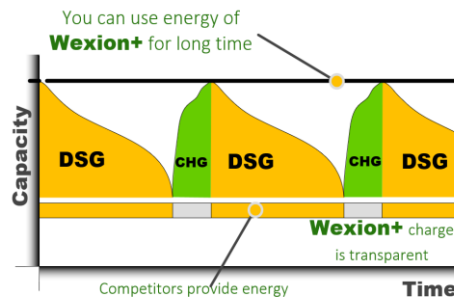 You can use energy of
Wexion+ for long time
Capacity
DSG
CHG
DSG
CHG
DSG
Wexion+ charge
is transparent
Time
Competitors provide energy